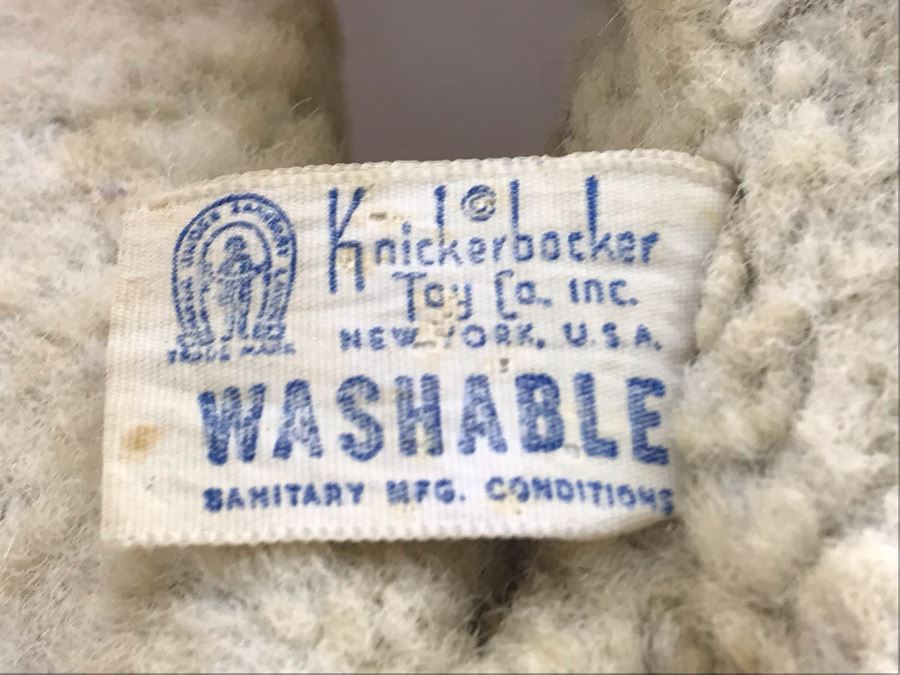 ©
Knickerbocker
Toy Co. Inc.
NEW YORK, U.S.A.
TRADE MARK
WASHABLE
SANITARY MFG. CONDITIONS